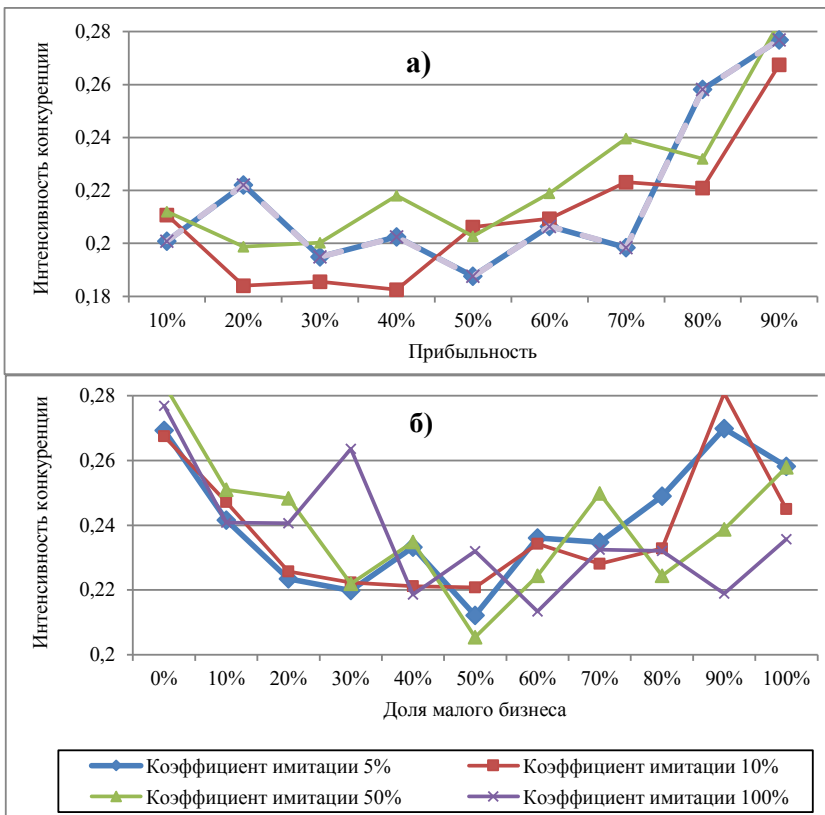 а)
Интенсивность конкуренции
0,28
0,26
0,24
0,22
0,2
0,18
10% 20% 30% 40% 50% 60% 70% 80% 90%
Прибыльность
б)
Интенсивность конкуренции
0,28
0,26
0,24
0,22
0,2
0% 10% 20% 30% 40% 50% 60% 70% 80% 90% 100%
Доля малого бизнеса
Коэффициент имитации 5% Коэффициент имитации 10%
Коэффициент имитации 50% Коэффициент имитации 100%